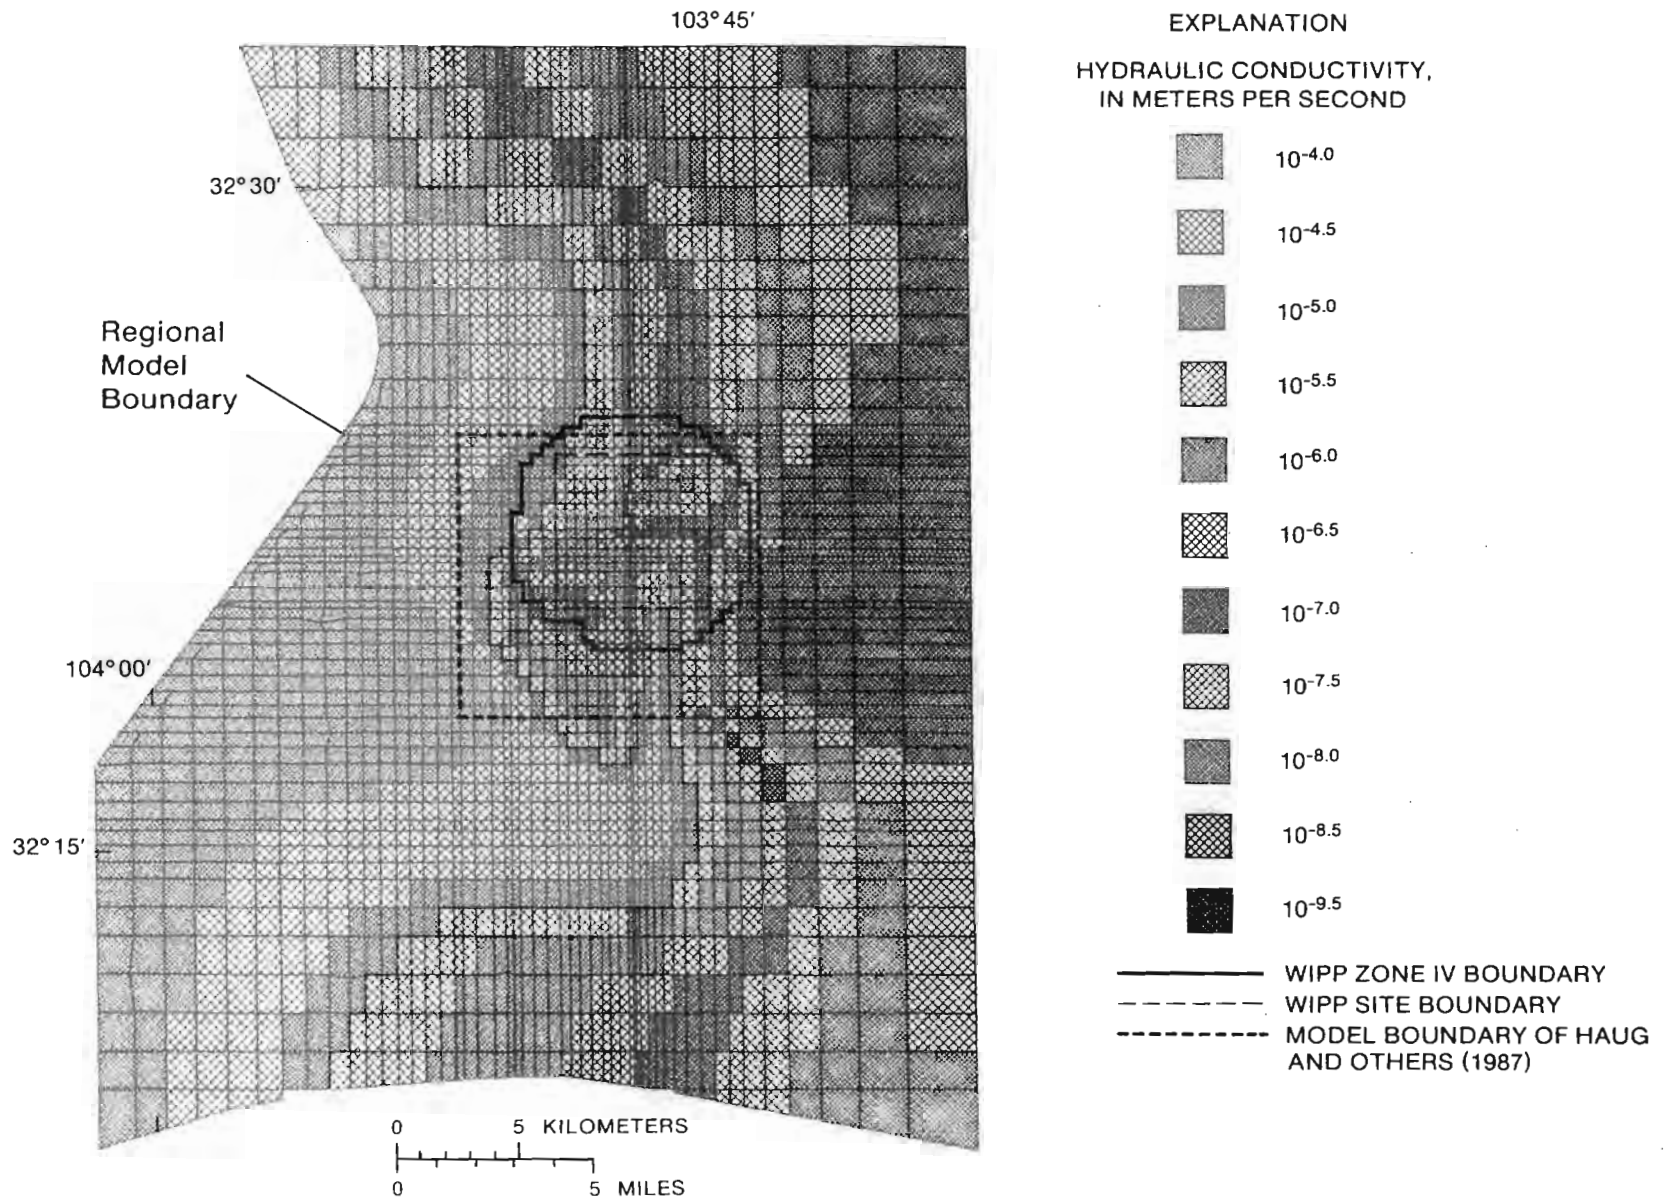 103°45′
32°30′
Regional
Model
Boundary
104°00′
32°15′
0 5 KILOMETERS
0 5 MILES
EXPLANATION
HYDRAULIC CONDUCTIVITY,
IN METERS PER SECOND
10⁻⁴·⁰
10⁻⁴·⁵
10⁻⁵·⁰
10⁻⁵·⁵
10⁻⁶·⁰
10⁻⁶·⁵
10⁻⁷·⁰
10⁻⁷·⁵
10⁻⁸·⁰
10⁻⁸·⁵
10⁻⁹·⁵
WIPP ZONE IV BOUNDARY
WIPP SITE BOUNDARY
MODEL BOUNDARY OF HAUG
AND OTHERS (1987)